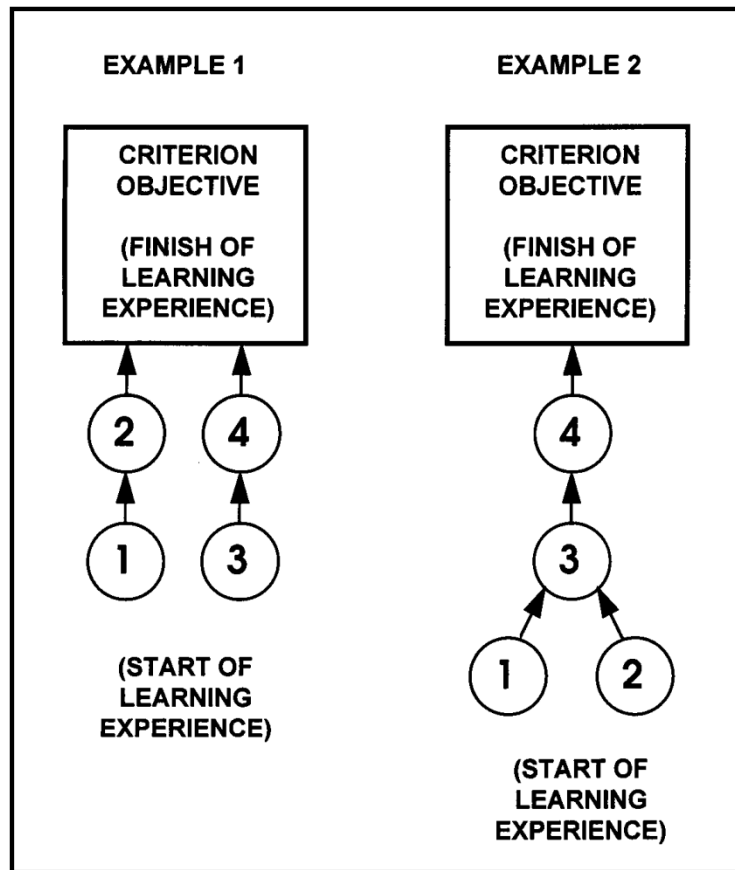 EXAMPLE 1
CRITERION
OBJECTIVE
(FINISH OF
LEARNING
EXPERIENCE)
2
4
1
3
(START OF
LEARNING
EXPERIENCE)
EXAMPLE 2
CRITERION
OBJECTIVE
(FINISH OF
LEARNING
EXPERIENCE)
4
3
1
2
(START OF
LEARNING
EXPERIENCE)